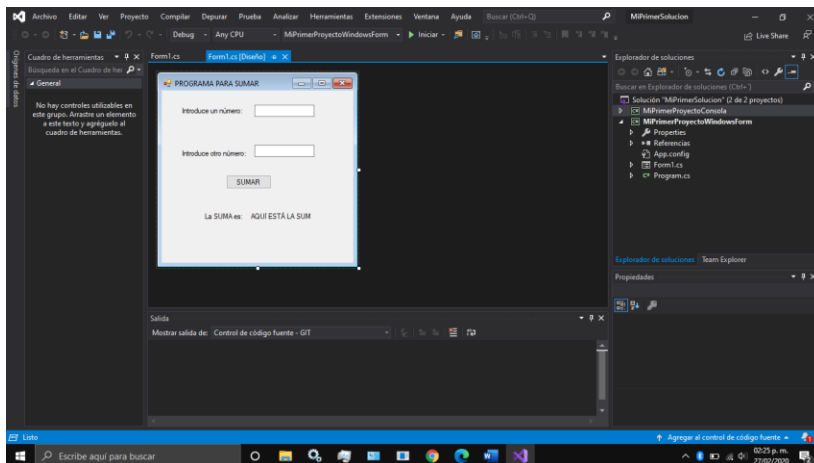 Archivo Editar Ver Proyecto Compilar Depurar Prueba Analizar Herramientas Extensiones Ventana Ayuda Buscar (Ctrl+Q) MiPrimerSolucion
Debug Any CPU MiPrimerProyectoWindowsForm Iniciar Live Share
Orígenes de datos
Cuadro de herramientas
Búsqueda en el Cuadro de her
General
No hay controles utilizables en
este grupo. Arrastre un elemento
a este texto y agréguelo al
cuadro de herramientas.
Form1.cs Form1.cs [Diseño]
PROGRAMA PARA SUMAR
Introduce un número:
Introduce otro número:
SUMAR
La SUMA es: AQUÍ ESTÁ LA SUM
Salida
Mostrar salida de: Control de código fuente - GIT
Explorador de soluciones
Buscar en Explorador de soluciones (Ctrl+´)
Solución "MiPrimerSolucion" (2 de 2 proyectos)
MiPrimerProyectoConsola
MiPrimerProyectoWindowsForm
Properties
Referencias
App.config
Form1.cs
Program.cs
Explorador de soluciones Team Explorer
Propiedades
Listo Agregar al control de código fuente
Escribe aquí para buscar
02:25 p. m.
27/02/2020